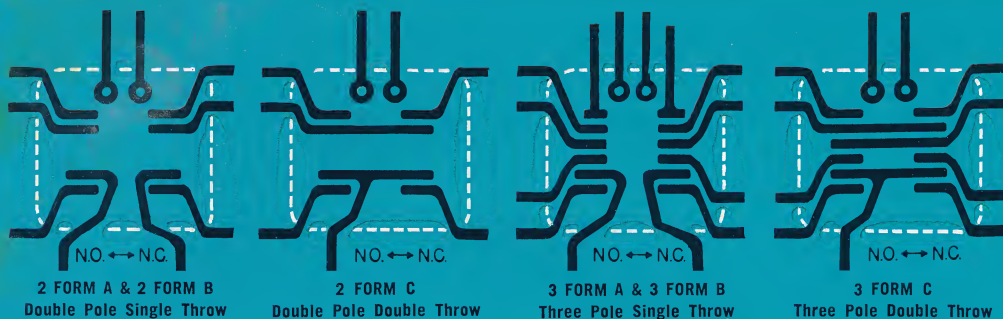 N.O. ↔ N.C.
2 FORM A & 2 FORM B
Double Pole Single Throw
N.O. ↔ N.C.
2 FORM C
Double Pole Double Throw
N.O. ↔ N.C.
3 FORM A & 3 FORM B
Three Pole Single Throw
N.O. ↔ N.C.
3 FORM C
Three Pole Double Throw